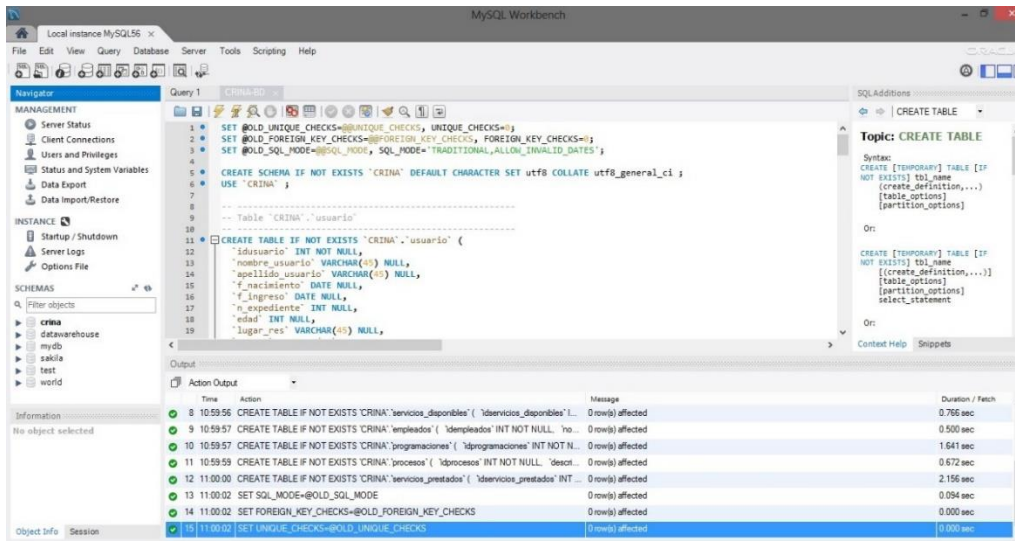 MySQL Workbench
Local instance MySQL56 ×
File Edit View Query Database Server Tools Scripting Help
ORACLE
Navigator
MANAGEMENT
Server Status
Client Connections
Users and Privileges
Status and System Variables
Data Export
Data Import/Restore
INSTANCE
Startup / Shutdown
Server Logs
Options File
SCHEMAS
Filter objects
crina
datawarehouse
mydb
sakila
test
world
Information
No object selected
Object Info Session
Query 1 CRINA-BD ×
1 SET @OLD_UNIQUE_CHECKS=@@UNIQUE_CHECKS, UNIQUE_CHECKS=0;
2 SET @OLD_FOREIGN_KEY_CHECKS=@@FOREIGN_KEY_CHECKS, FOREIGN_KEY_CHECKS=0;
3 SET @OLD_SQL_MODE=@@SQL_MODE, SQL_MODE='TRADITIONAL,ALLOW_INVALID_DATES';
4
5 CREATE SCHEMA IF NOT EXISTS `CRINA` DEFAULT CHARACTER SET utf8 COLLATE utf8_general_ci ;
6 USE `CRINA` ;
7
8 -- -----------------------------------------------------
9 -- Table `CRINA`.`usuario`
10 -- -----------------------------------------------------
11 CREATE TABLE IF NOT EXISTS `CRINA`.`usuario` (
12 `idusuario` INT NOT NULL,
13 `nombre_usuario` VARCHAR(45) NULL,
14 `apellido_usuario` VARCHAR(45) NULL,
15 `f_nacimiento` DATE NULL,
16 `f_ingreso` DATE NULL,
17 `n_expediente` INT NULL,
18 `edad` INT NULL,
19 `lugar_res` VARCHAR(45) NULL,
SQL Additions
CREATE TABLE
Topic: CREATE TABLE
Syntax:
CREATE [TEMPORARY] TABLE [IF
NOT EXISTS] tbl_name
(create_definition,...)
[table_options]
[partition_options]
Or:
CREATE [TEMPORARY] TABLE [IF
NOT EXISTS] tbl_name
[(create_definition,...)]
[table_options]
[partition_options]
select_statement
Or:
Context Help Snippets
Output
Action Output
Time Action Message Duration / Fetch
8 10:59:56 CREATE TABLE IF NOT EXISTS `CRINA`.`servicios_disponibles` ( `idservicios_disponibles` I... 0 row(s) affected 0.766 sec
9 10:59:57 CREATE TABLE IF NOT EXISTS `CRINA`.`empleados` ( `idempleados` INT NOT NULL, `no... 0 row(s) affected 0.500 sec
10 10:59:57 CREATE TABLE IF NOT EXISTS `CRINA`.`programaciones` ( `idprogramaciones` INT NOT N... 0 row(s) affected 1.641 sec
11 10:59:59 CREATE TABLE IF NOT EXISTS `CRINA`.`procesos` ( `idprocesos` INT NOT NULL, `descri... 0 row(s) affected 0.672 sec
12 11:00:00 CREATE TABLE IF NOT EXISTS `CRINA`.`servicios_prestados` ( `idservicios_prestados` INT ... 0 row(s) affected 2.156 sec
13 11:00:02 SET SQL_MODE=@OLD_SQL_MODE 0 row(s) affected 0.094 sec
14 11:00:02 SET FOREIGN_KEY_CHECKS=@OLD_FOREIGN_KEY_CHECKS 0 row(s) affected 0.000 sec
15 11:00:02 SET UNIQUE_CHECKS=@OLD_UNIQUE_CHECKS 0 row(s) affected 0.000 sec